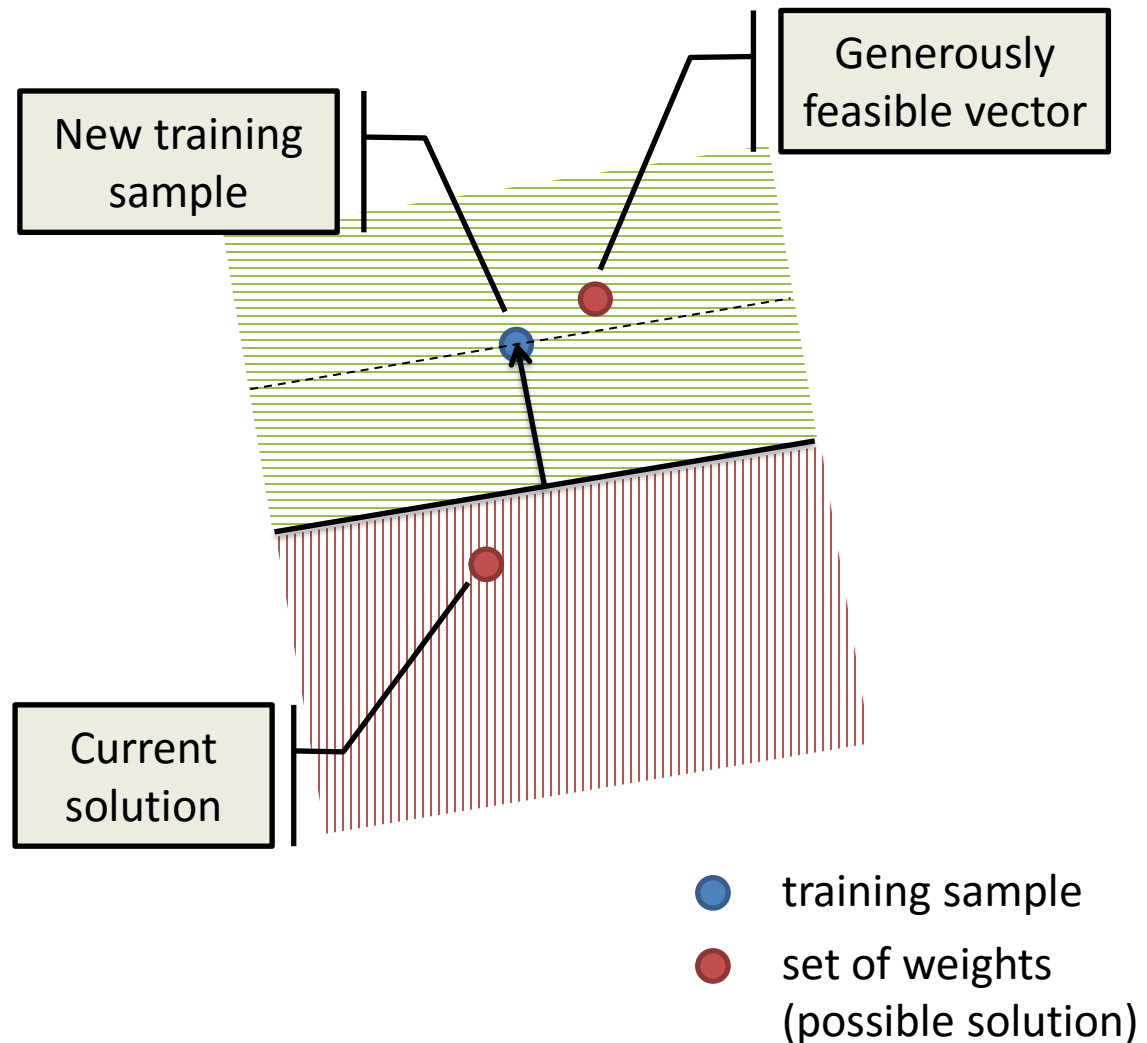 Generously
feasible vector
New training
sample
Current
solution
training sample
set of weights
(possible solution)